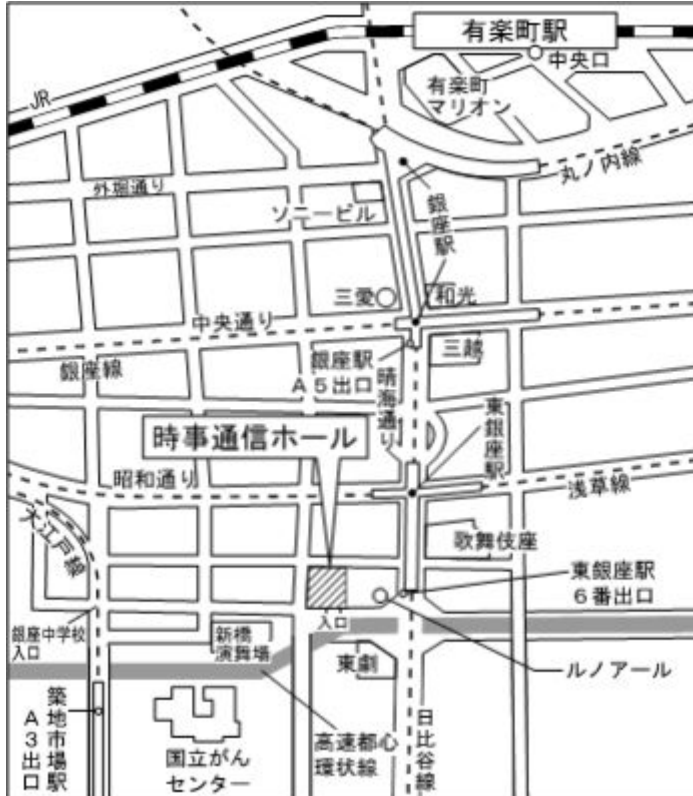 有楽町駅
中央口
有楽町
マリオン
JR
丸ノ内線
外堀通り
銀座駅
ソニービル
三愛
和光
中央通り
銀座線
銀座駅
A5出口
三越
晴海通り
時事通信ホール
東銀座駅
昭和通り
浅草線
大江戸線
歌舞伎座
東銀座駅
6番出口
入口
銀座中学校
入口
新橋
演舞場
東劇
ルノアール
築地市場駅
A3出口
国立がん
センター
高速都心
環状線
日比谷線